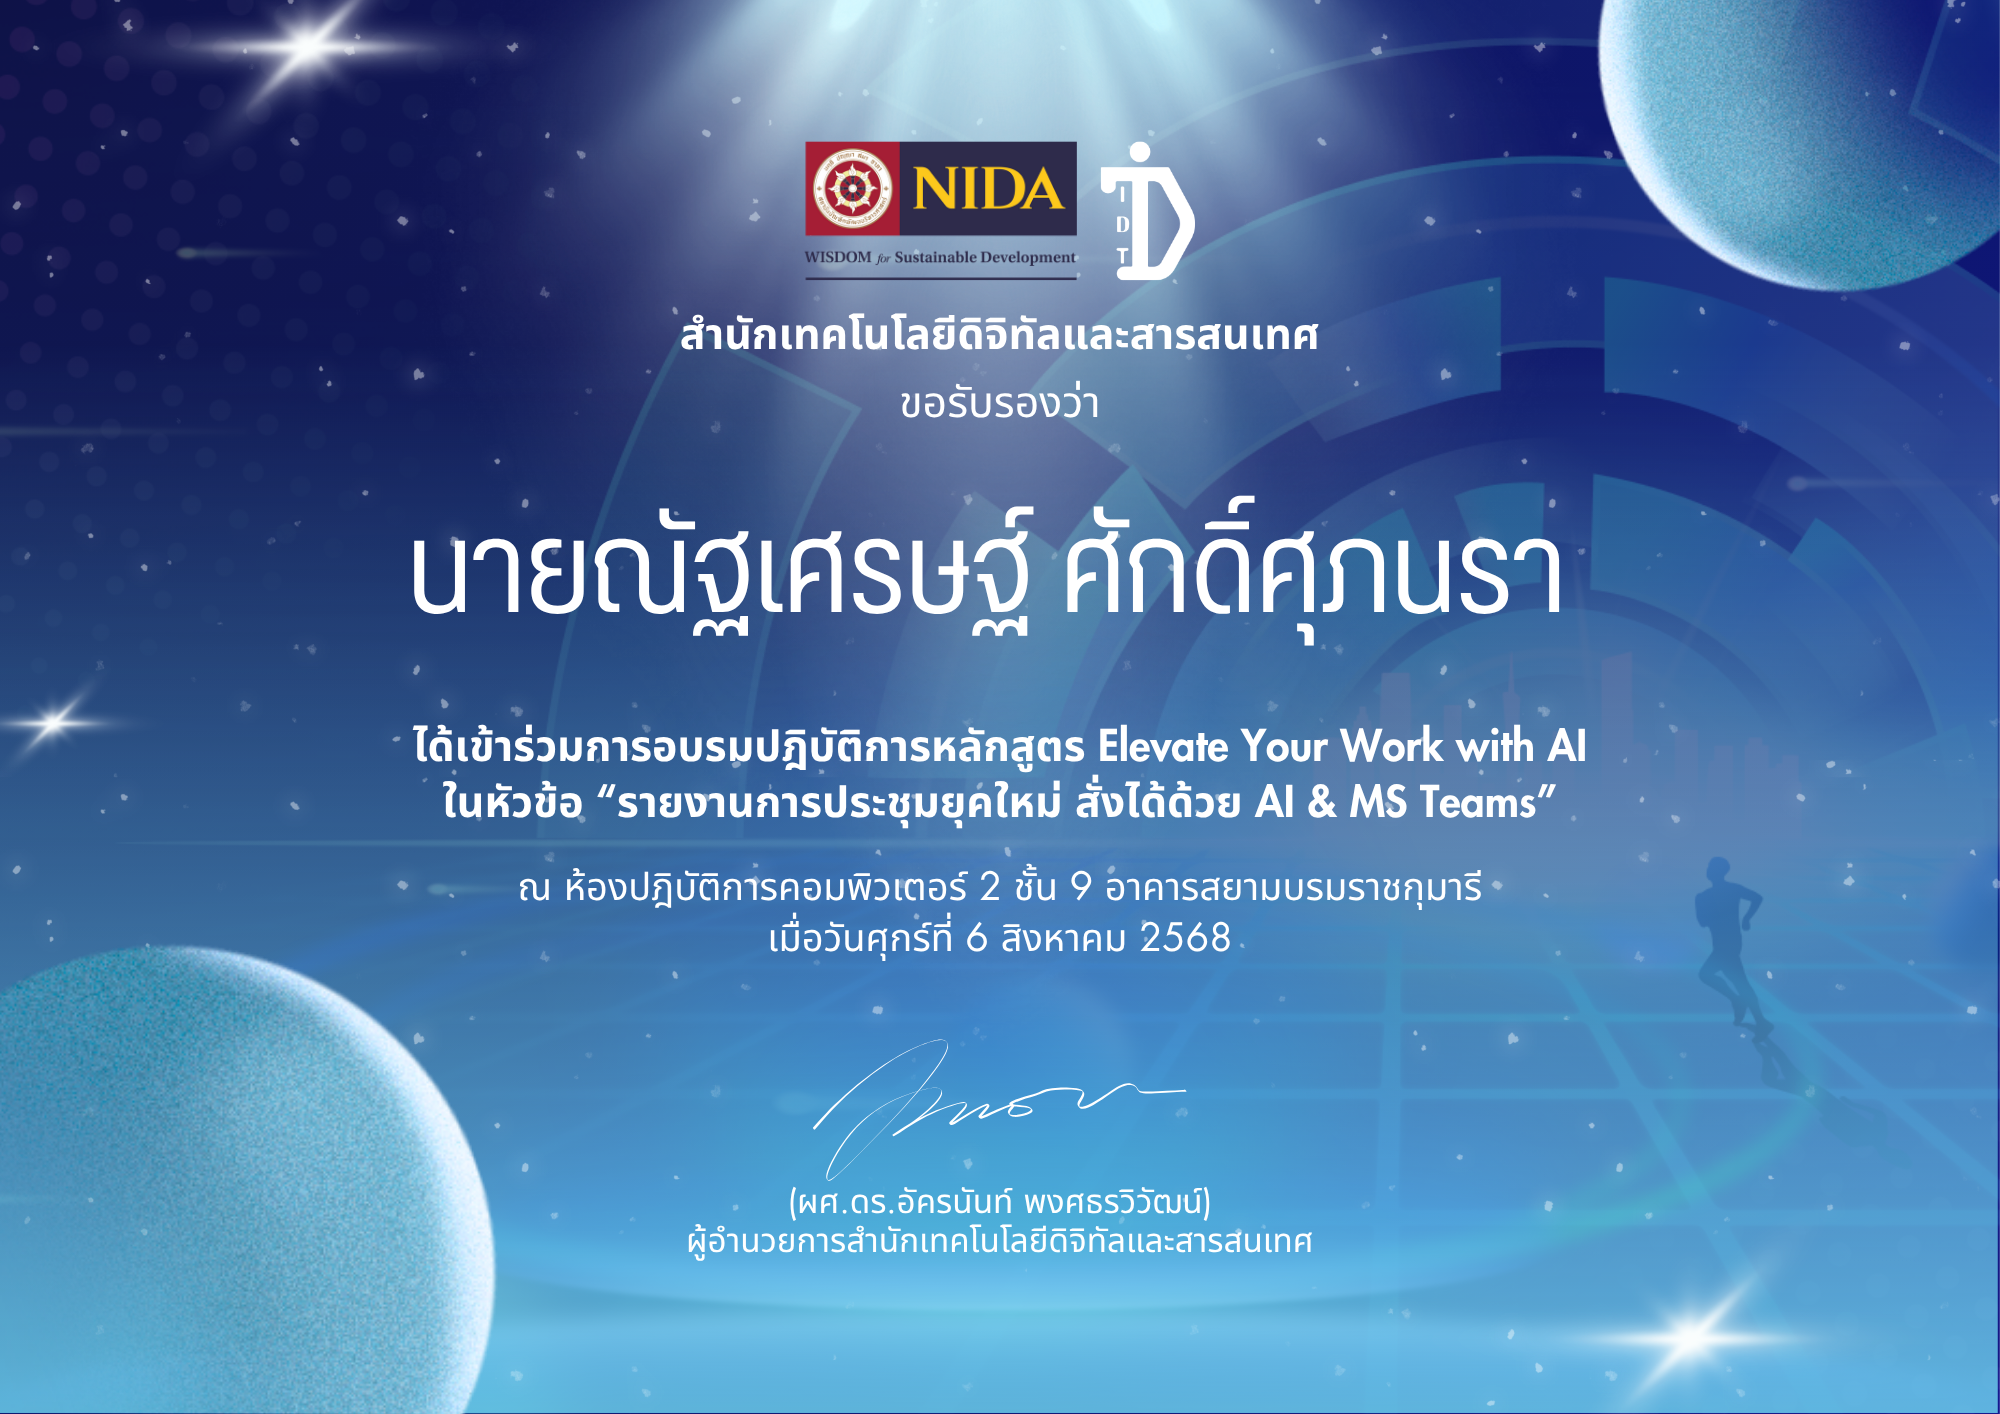 NIDA
WISDOM for Sustainable Development
I
D
T
สำนักเทคโนโลยีดิจิทัลและสารสนเทศ
ขอรับรองว่า
นายณัฐเศรษฐ์ ศักดิ์ศุภนรา
ได้เข้าร่วมการอบรมปฎิบัติการหลักสูตร Elevate Your Work with AI
ในหัวข้อ “รายงานการประชุมยุคใหม่ สั่งได้ด้วย AI & MS Teams”
ณ ห้องปฎิบัติการคอมพิวเตอร์ 2 ชั้น 9 อาคารสยามบรมราชกุมารี
เมื่อวันศุกร์ที่ 6 สิงหาคม 2568
(ผศ.ดร.อัครนันท์ พงศธรวิวัฒน์)
ผู้อำนวยการสำนักเทคโนโลยีดิจิทัลและสารสนเทศ